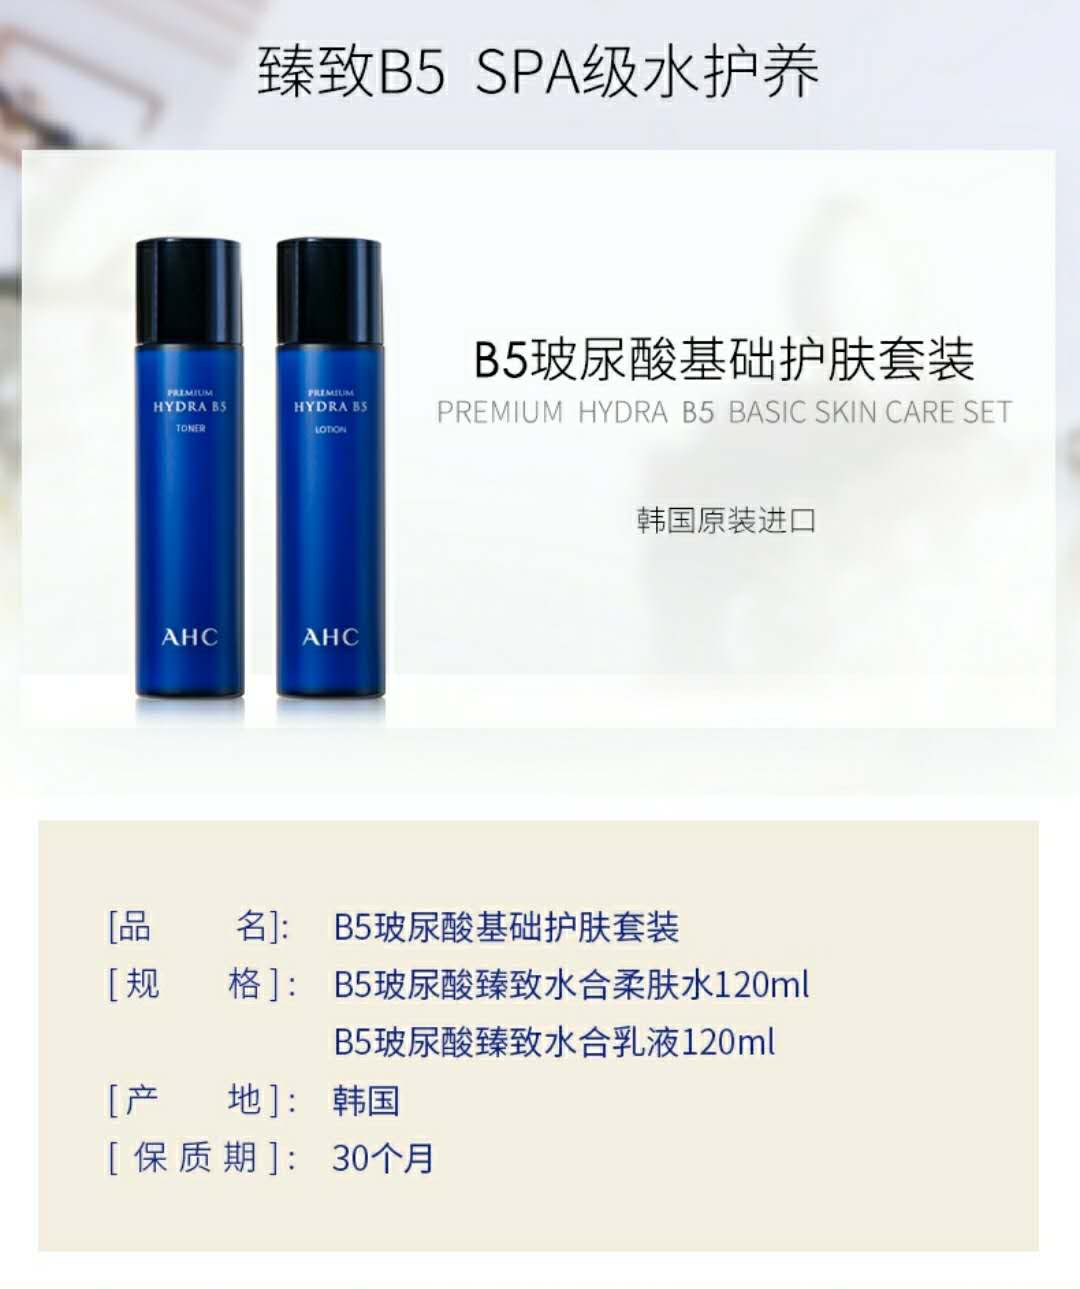 臻致B5 SPA级水护养
PREMIUM
HYDRA B5
TONER
AHC
PREMIUM
HYDRA B5
LOTION
AHC
B5玻尿酸基础护肤套装
PREMIUM HYDRA B5 BASIC SKIN CARE SET
韩国原装进口
[品 名]: B5玻尿酸基础护肤套装
[规 格]: B5玻尿酸臻致水合柔肤水120ml
B5玻尿酸臻致水合乳液120ml
[产 地]: 韩国
[保质期]: 30个月